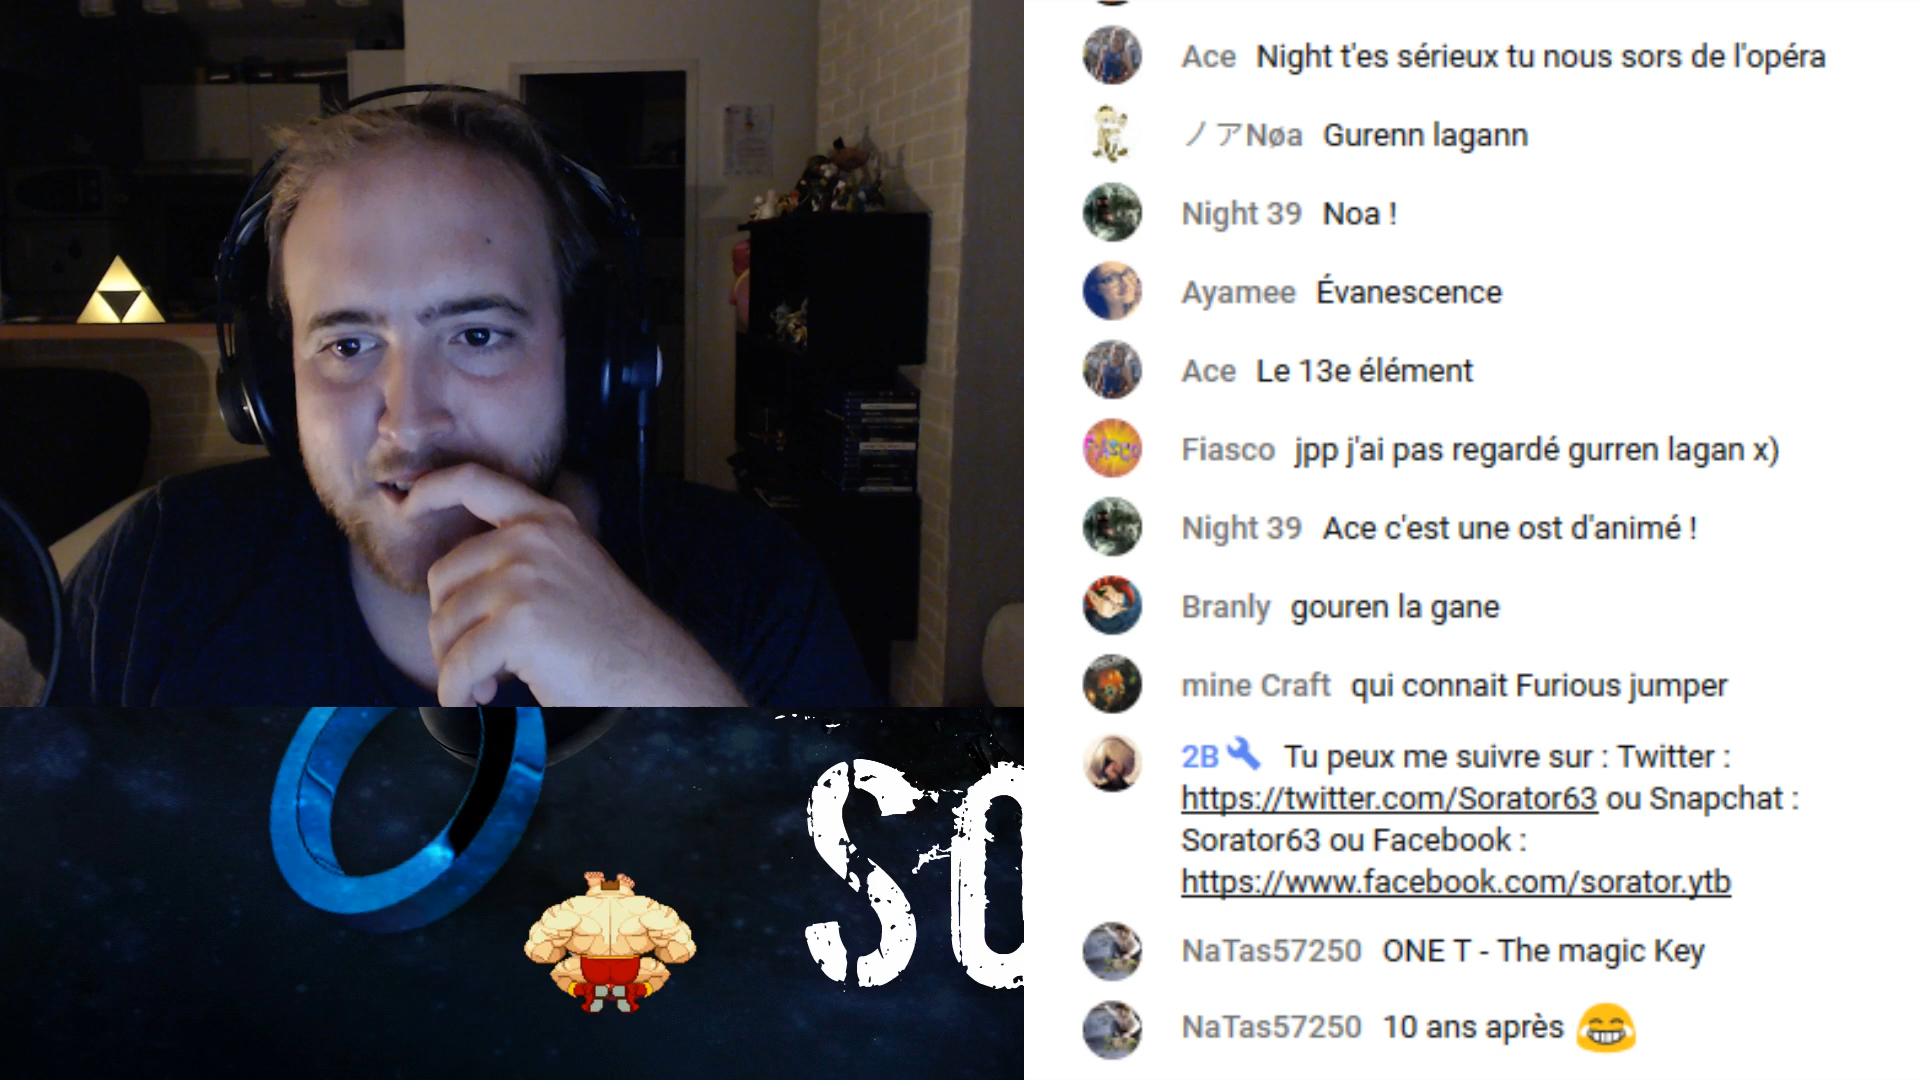 Ace Night t'es sérieux tu nous sors de l'opéra
ノアNøa Gurenn lagann
Night 39 Noa !
Ayamee Évanescence
Ace Le 13e élément
Fiasco jpp j'ai pas regardé gurren lagan x)
Night 39 Ace c'est une ost d'animé !
Branly gouren la gane
mine Craft qui connait Furious jumper
2B Tu peux me suivre sur : Twitter :
https://twitter.com/Sorator63 ou Snapchat :
Sorator63 ou Facebook :
https://www.facebook.com/sorator.ytb
NaTas57250 ONE T - The magic Key
NaTas57250 10 ans après 😂
SO